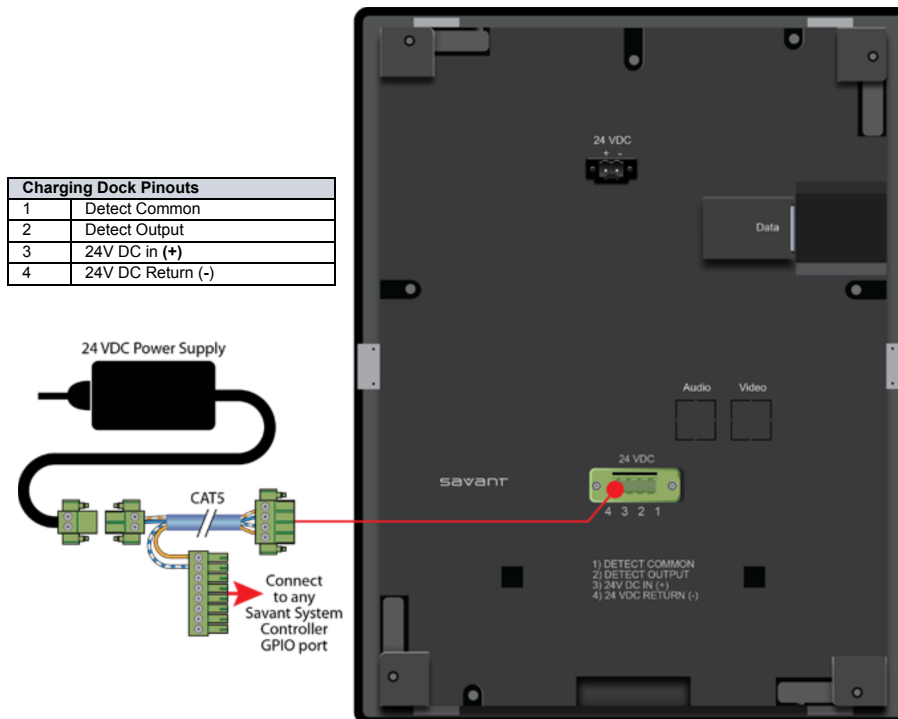 Charging Dock Pinouts
1 Detect Common
2 Detect Output
3 24V DC in (+)
4 24V DC Return (-)
24 VDC Power Supply
CAT5
Connect
to any
Savant System
Controller
GPIO port
24 VDC
+ -
Data
Audio Video
savant
24 VDC
4 3 2 1
1) DETECT COMMON
2) DETECT OUTPUT
3) 24V DC IN (+)
4) 24 VDC RETURN (-)